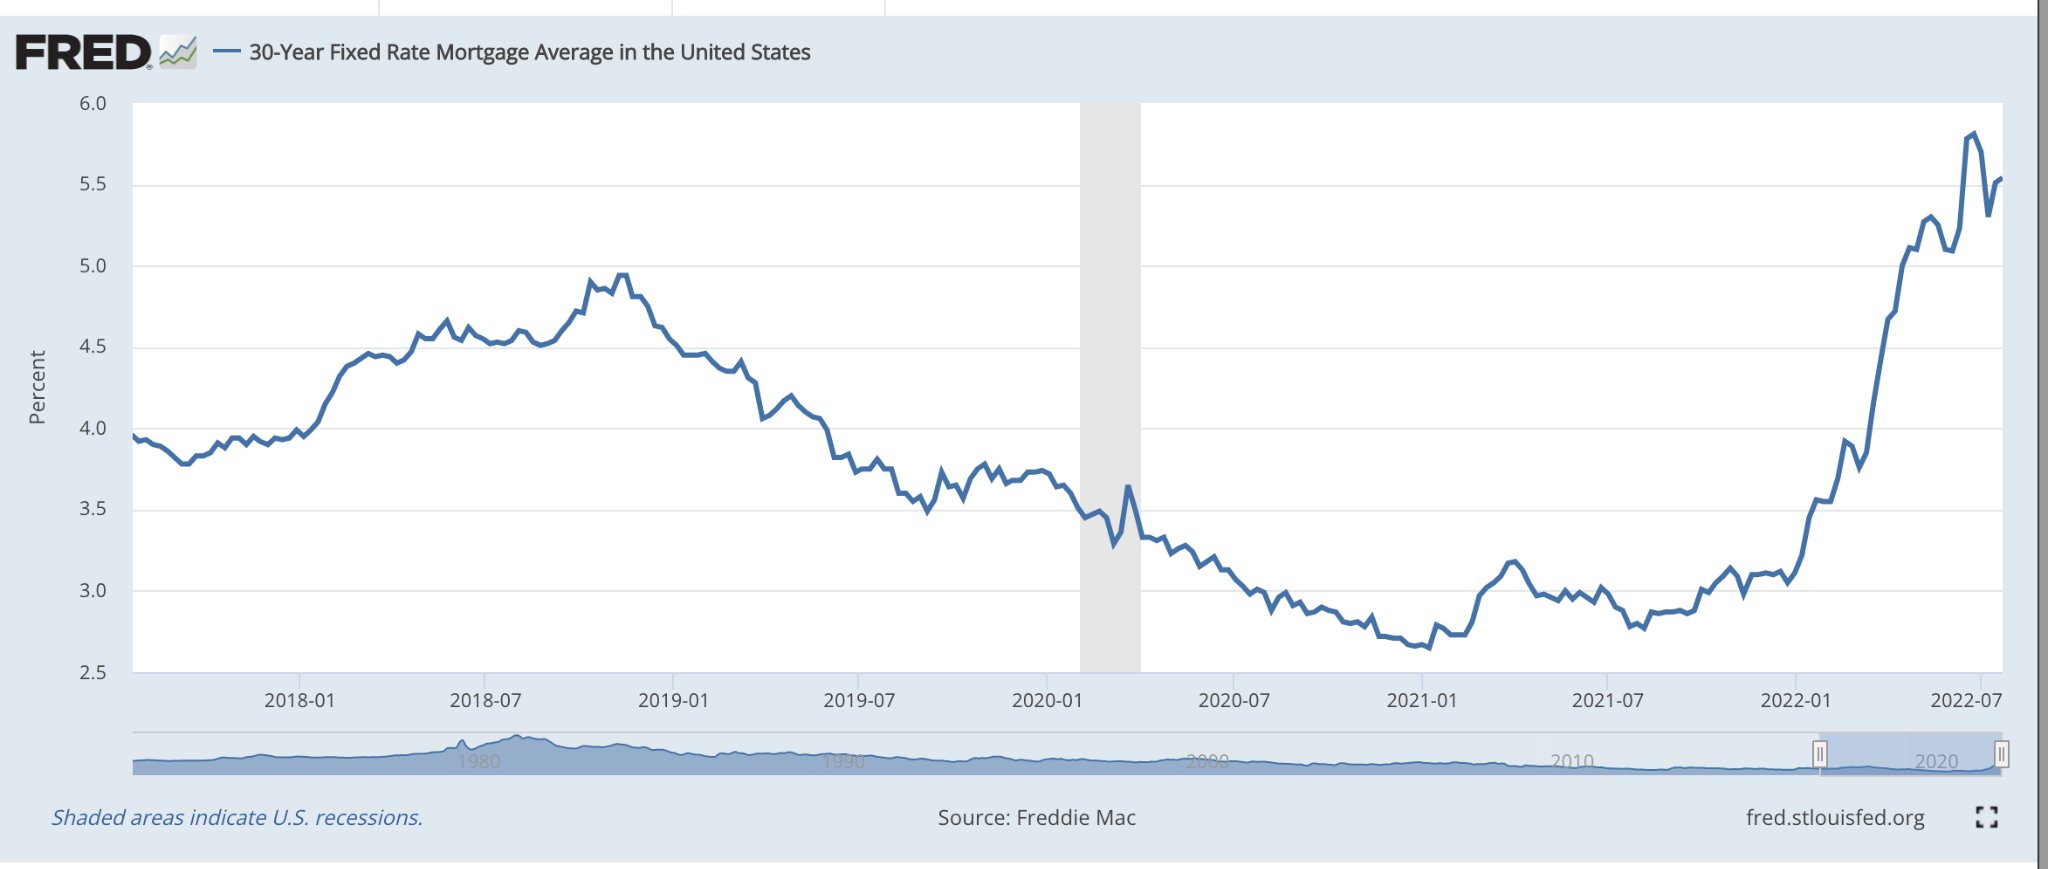 FRED
30-Year Fixed Rate Mortgage Average in the United States
6.0
5.5
5.0
4.5
4.0
3.5
3.0
2.5
Percent
2018-01 2018-07 2019-01 2019-07 2020-01 2020-07 2021-01 2021-07 2022-01 2022-07
1980 1990 2000 2010 2020
Shaded areas indicate U.S. recessions. Source: Freddie Mac fred.stlouisfed.org